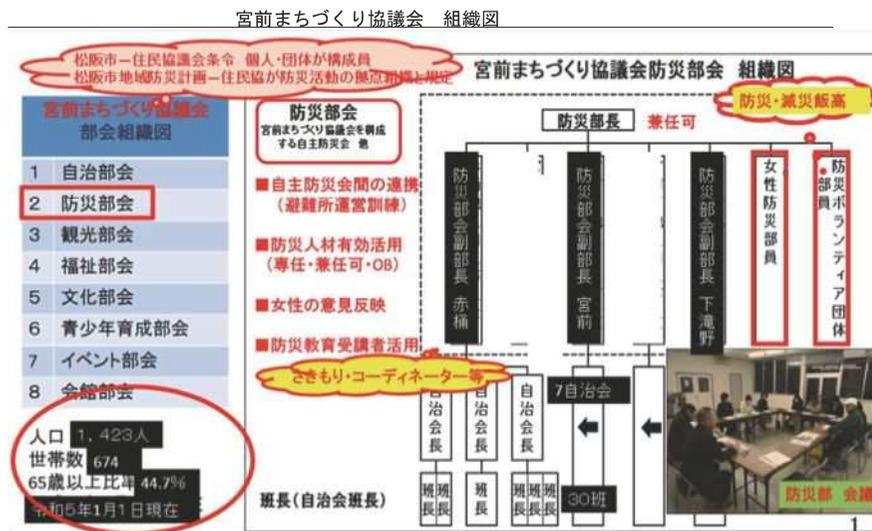 宮前まちづくり協議会 組織図
松阪市－住民協議会条例 個人・団体が構成員
松阪市地域防災計画－住民協が防災活動の拠点組織と規定
宮前まちづくり協議会
部会組織図
1 自治部会
2 防災部会
3 観光部会
4 福祉部会
5 文化部会
6 青少年育成部会
7 イベント部会
8 会館部会
人口 1,423人
世帯数 674
65歳以上比率 44.7%
令和5年1月1日現在
防災部会
宮前まちづくり協議会を構成
する自主防災会 他
■自主防災会間の連携
(避難所運営訓練)
■防災人材有効活用
(専任・兼任可・OB)
■女性の意見反映
■防災教育受講者活用
さきもり・コーディネーター等
宮前まちづくり協議会防災部会 組織図
防災・減災飯高
防災部長 兼任可
防災部会副部長 赤桶
防災部会副部長 宮前
防災部会副部長 下滝野
女性防災部員
防災ボランティア団体
・部員
自治会長
自治会長
自治会長
7自治会
班長(自治会班長)
班長
班長
班長
班長
班長
班長
30班
防災部 会議
1